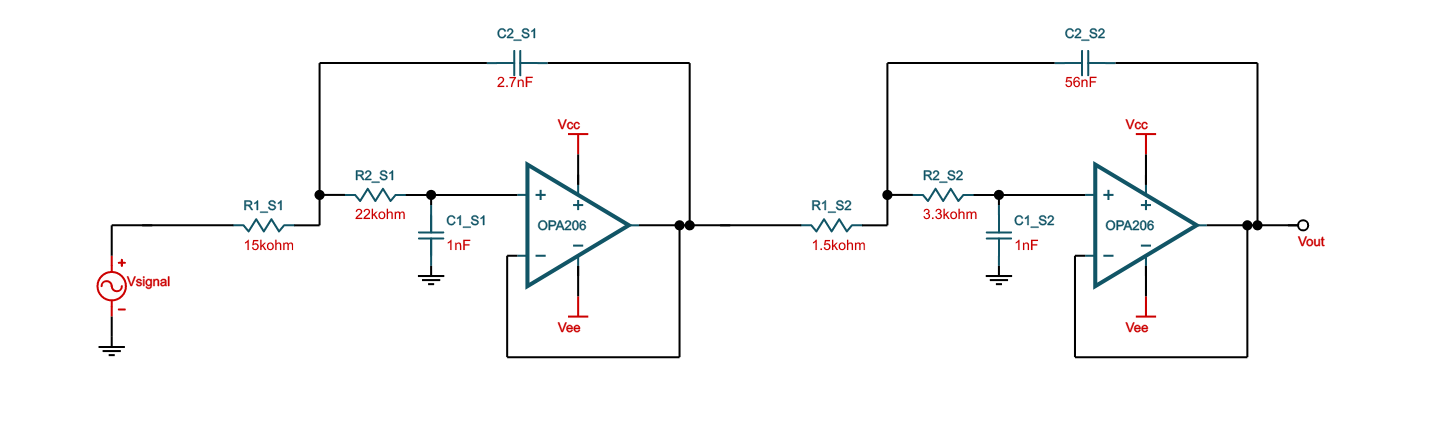 C2_S1
2.7nF
C2_S2
56nF
Vcc
Vcc
R2_S1
22kohm
R2_S2
3.3kohm
R1_S1
15kohm
C1_S1
1nF
+
+
−
−
OPA206
R1_S2
1.5kohm
C1_S2
1nF
+
+
−
−
OPA206
Vout
+
Vsignal
−
Vee
Vee